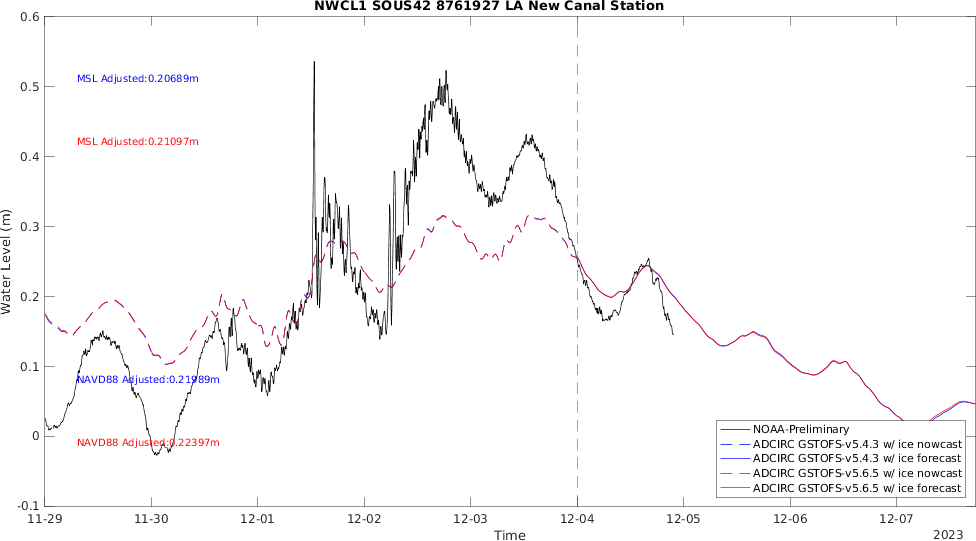 NWCL1 SOUS42 8761927 LA New Canal Station
0.6
0.5
0.4
0.3
0.2
0.1
0
-0.1
Water Level (m)
MSL Adjusted:0.20689m
MSL Adjusted:0.21097m
NAVD88 Adjusted:0.21989m
NAVD88 Adjusted:0.22397m
NOAA-Preliminary
ADCIRC GSTOFS-v5.4.3 w/ ice nowcast
ADCIRC GSTOFS-v5.4.3 w/ ice forecast
ADCIRC GSTOFS-v5.6.5 w/ ice nowcast
ADCIRC GSTOFS-v5.6.5 w/ ice forecast
11-29 11-30 12-01 12-02 12-03 12-04 12-05 12-06 12-07
Time
2023